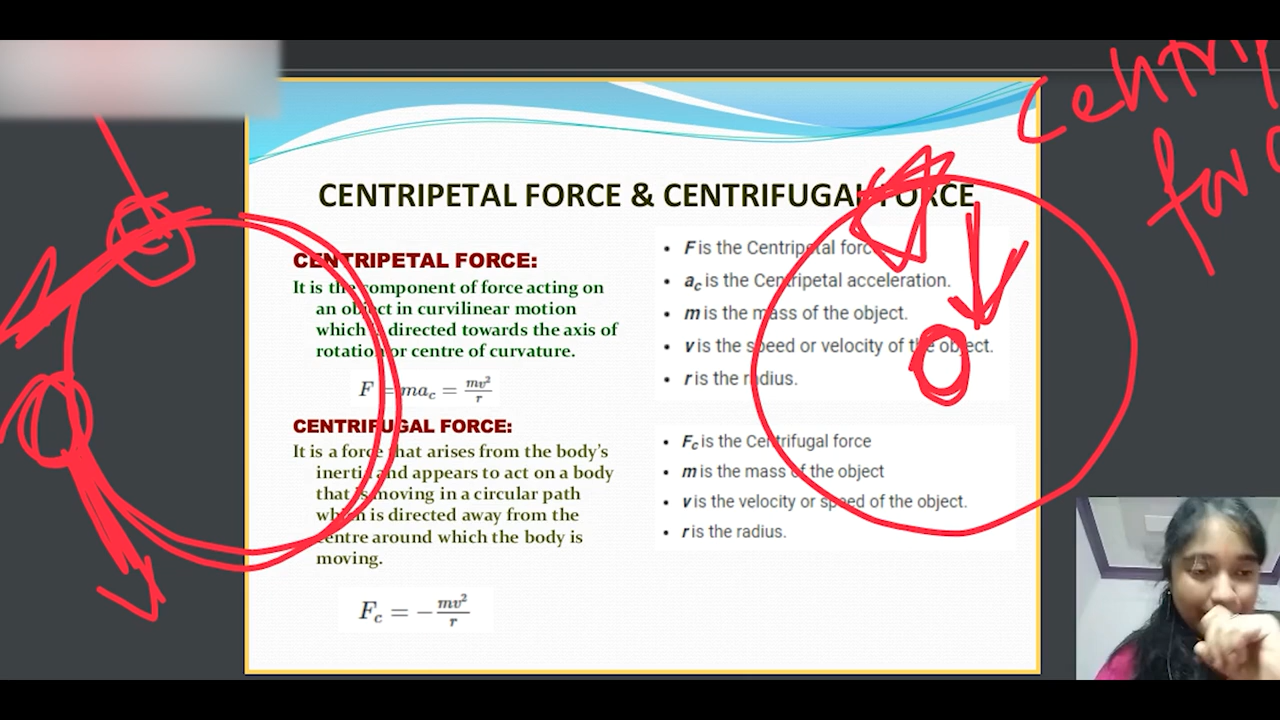 CENTRIPETAL FORCE & CENTRIFUGAL FORCE
CENTRIPETAL FORCE:
It is the component of force acting on
an object in curvilinear motion
which is directed towards the axis of
rotation or centre of curvature.
F = ma_c = mv²/r
CENTRIFUGAL FORCE:
It is a force that arises from the body's
inertia and appears to act on a body
that is moving in a circular path
which is directed away from the
centre around which the body is
moving.
F_c = −mv²/r
• F is the Centripetal force
• a_c is the Centripetal acceleration.
• m is the mass of the object.
• v is the speed or velocity of the object.
• r is the radius.
• F_c is the Centrifugal force
• m is the mass of the object
• v is the velocity or speed of the object.
• r is the radius.